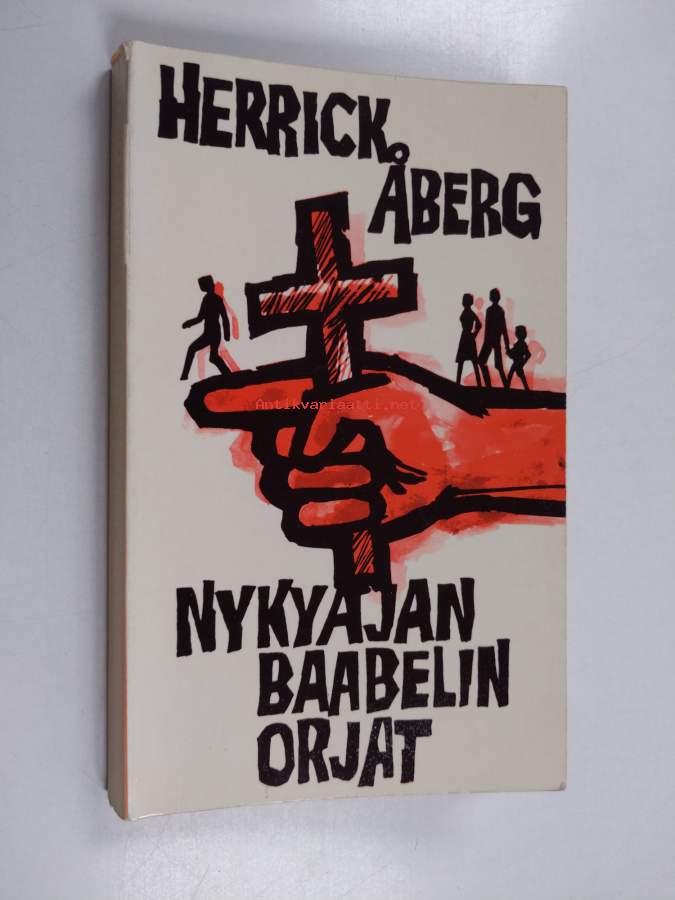 HERRICK
ÅBERG
Antikvariaatti.net
NYKYAJAN
BAABELIN
ORJAT